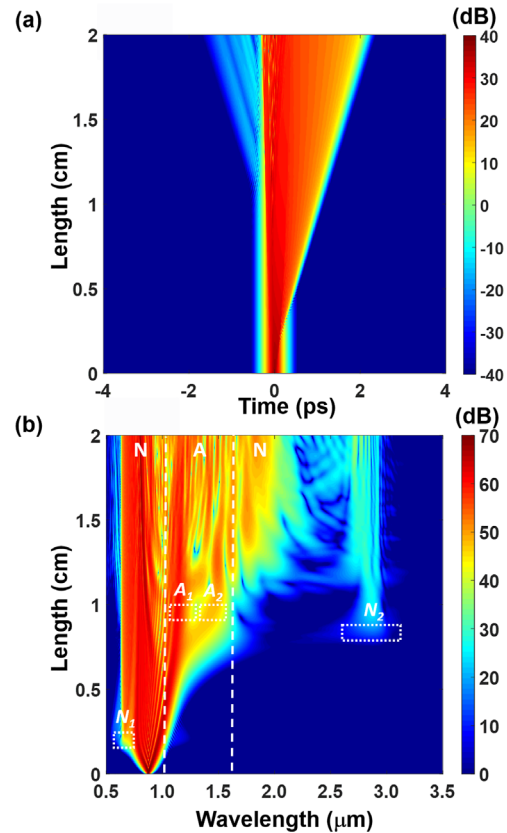 (a)
(dB)
40
30
20
10
0
-10
-20
-30
-40
2
1.5
1
0.5
0
Length (cm)
-4 -2 0 2 4
Time (ps)
(b)
(dB)
70
60
50
40
30
20
10
0
2
1.5
1
0.5
0
Length (cm)
N A N
A1 A2
N2
N1
0.5 1.0 1.5 2.0 2.5 3.0 3.5
Wavelength (μm)